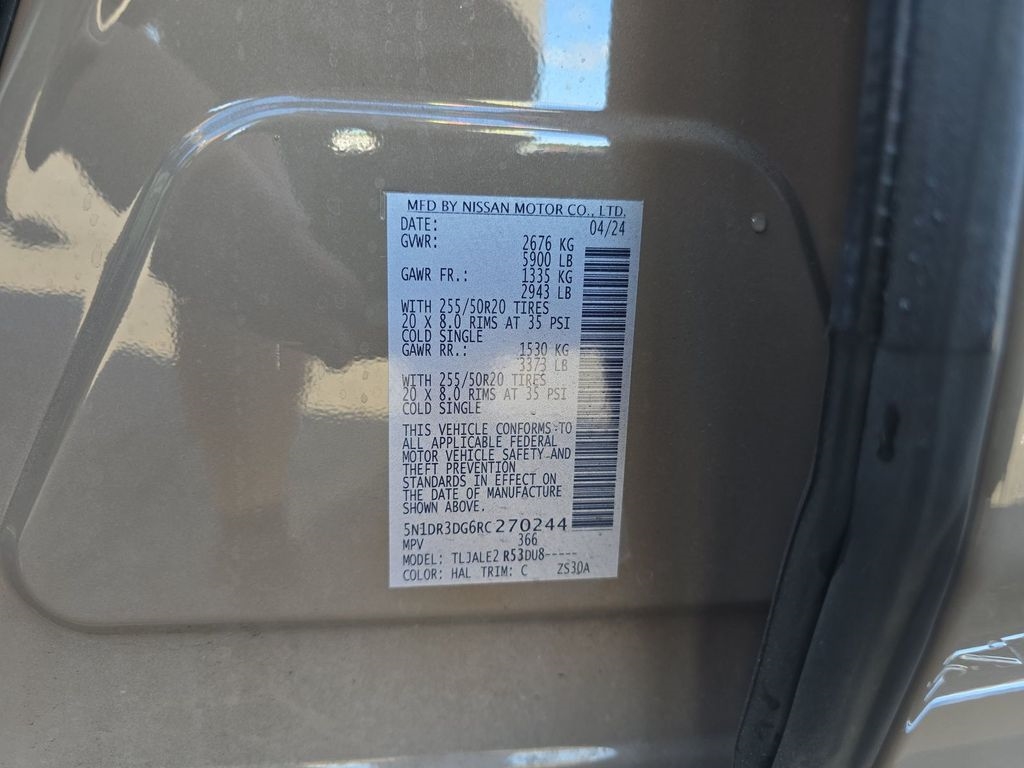 MFD BY NISSAN MOTOR CO., LTD.
DATE: 04/24
GVWR: 2676 KG
5900 LB
GAWR FR.: 1335 KG
2943 LB
WITH 255/50R20 TIRES
20 X 8.0 RIMS AT 35 PSI
COLD SINGLE
GAWR RR.: 1530 KG
3373 LB
WITH 255/50R20 TIRES
20 X 8.0 RIMS AT 35 PSI
COLD SINGLE
THIS VEHICLE CONFORMS TO
ALL APPLICABLE FEDERAL
MOTOR VEHICLE SAFETY AND
THEFT PREVENTION
STANDARDS IN EFFECT ON
THE DATE OF MANUFACTURE
SHOWN ABOVE.
5N1DR3DG6RC270244
MPV 366
MODEL: TLJALE2 R53DU8-----
COLOR: HAL TRIM: C ZS3DA